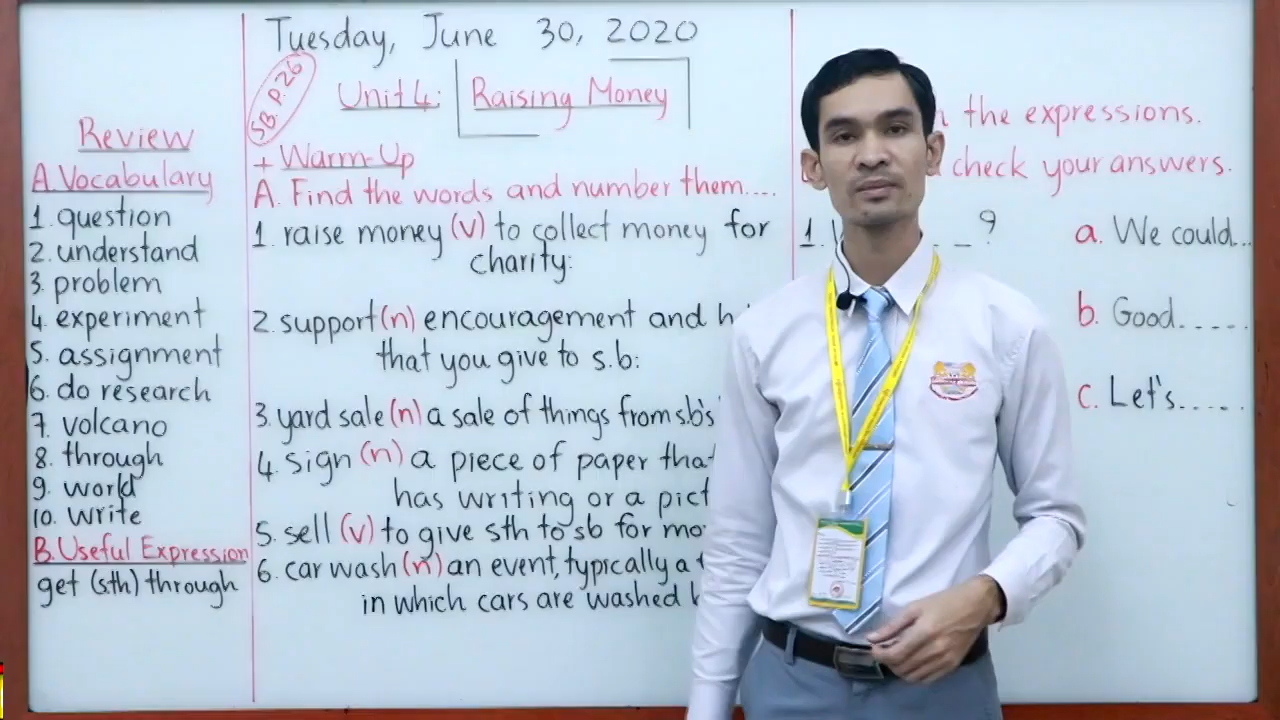 Tuesday, June 30, 2020
SB.P.26
Unit 4: Raising Money
Review
A. Vocabulary
1. question
2. understand
3. problem
4. experiment
5. assignment
6. do research
7. volcano
8. through
9. world
10. write
B. Useful Expression
get (sth) through
+ Warm-Up
A. Find the words and number them....
1. raise money (v) to collect money for
charity:
2. support (n) encouragement and
that you give to s.b:
3. yard sale (n) a sale of things from sb's
4. sign (n) a piece of paper that
has writing or a
5. sell (v) to give sth to sb for
6. car wash (n) an event, typically a
in which cars are washed
the expressions.
check your answers.
1. _ ?
a. We could...
b. Good.....
c. Let's.....